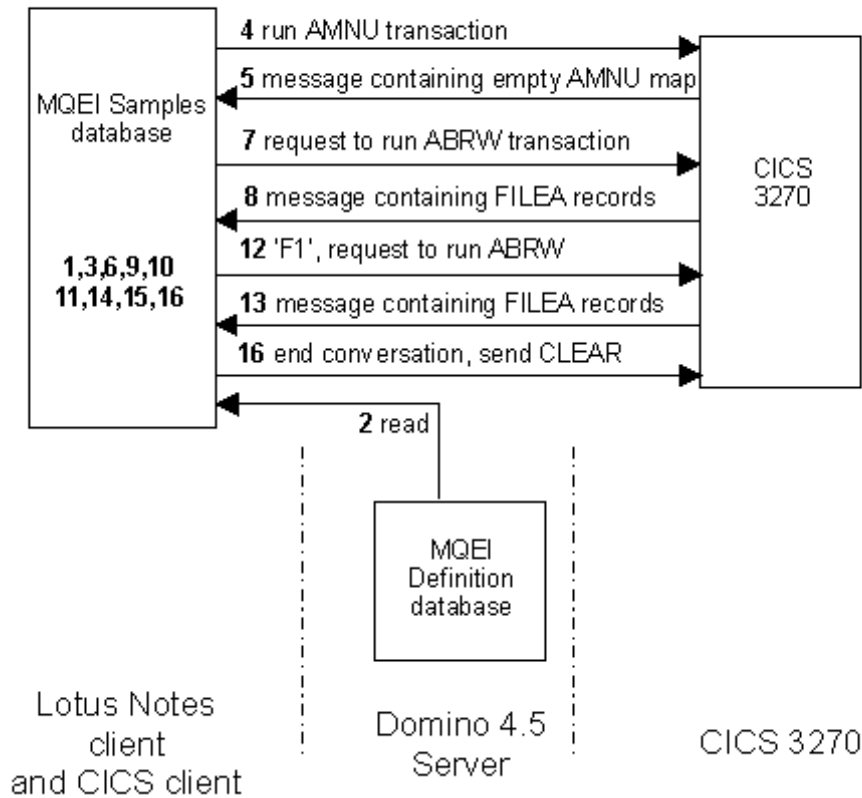 4 run AMNU transaction
5 message containing empty AMNU map
MQEI Samples
database
7 request to run ABRW transaction
CICS
3270
8 message containing FILEA records
12 'F1', request to run ABRW
1,3,6,9,10
11,14,15,16
13 message containing FILEA records
16 end conversation, send CLEAR
2 read
MQEI
Definition
database
Lotus Notes
client
and CICS client
Domino 4.5
Server
CICS 3270